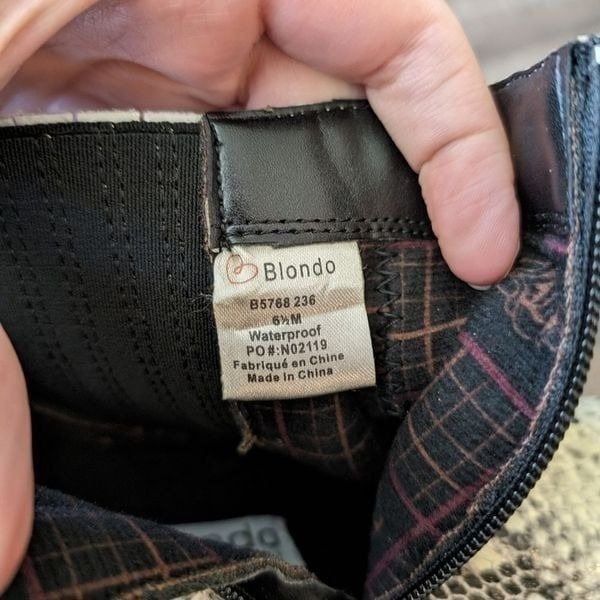 Blondo
B5768 236
6½M
Waterproof
PO#:N02119
Fabriqué en Chine
Made in China